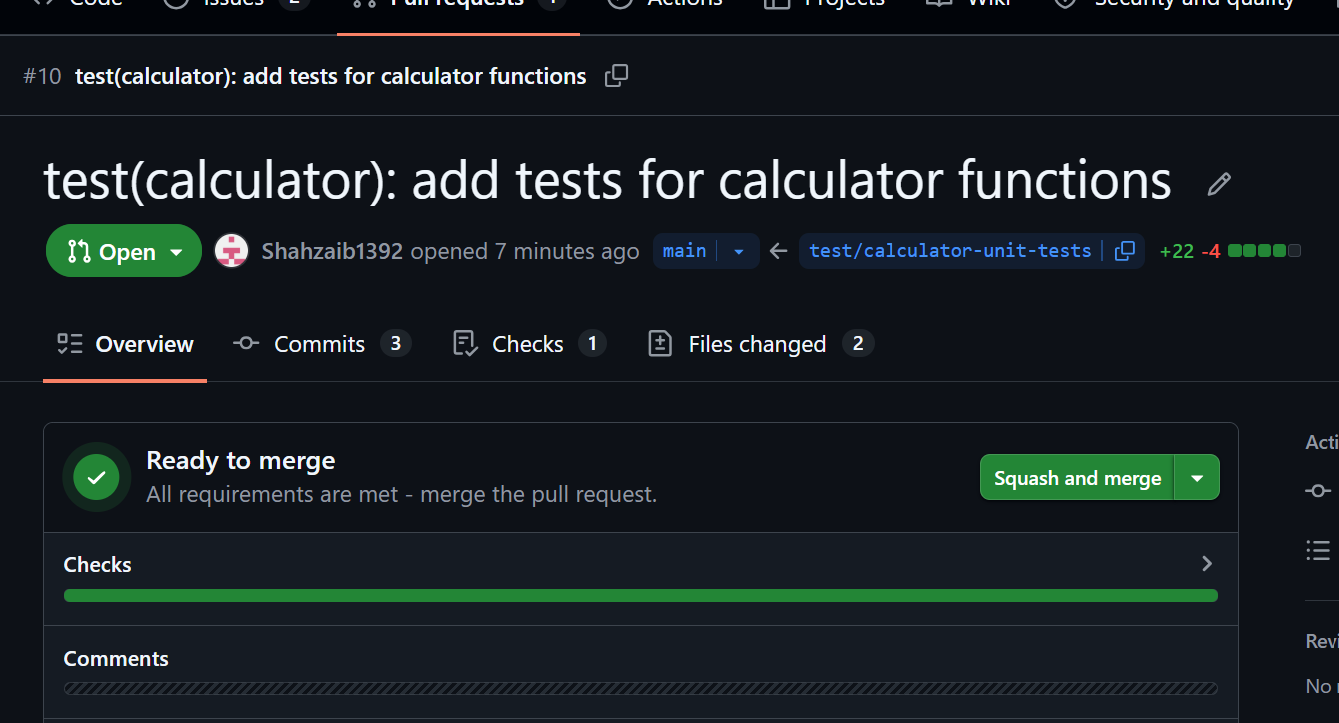 Code Issues 2 Pull requests 1 Actions Projects Wiki Security and quality
#10 test(calculator): add tests for calculator functions
test(calculator): add tests for calculator functions
Open Shahzaib1392 opened 7 minutes ago main ← test/calculator-unit-tests +22 -4
Overview Commits 3 Checks 1 Files changed 2
Ready to merge
All requirements are met - merge the pull request.
Squash and merge
Checks
Comments
Acti
Revi
No